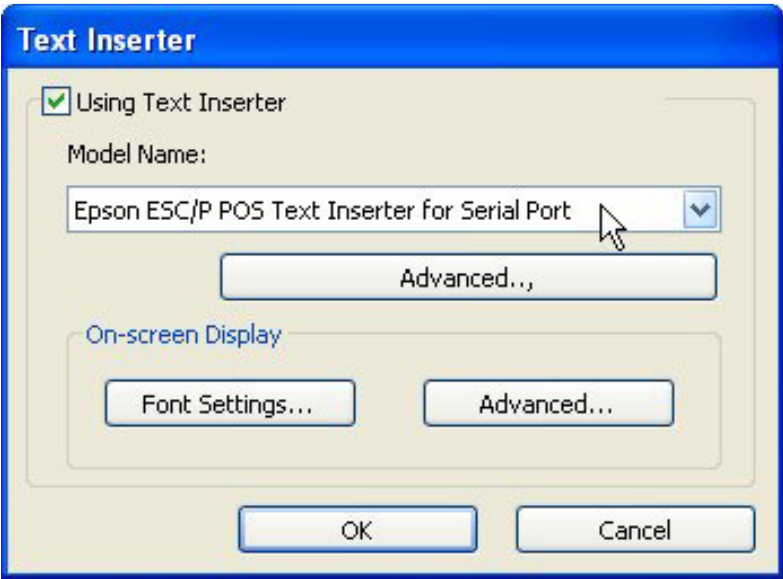 Text Inserter
Using Text Inserter
Model Name:
Epson ESC/P POS Text Inserter for Serial Port
Advanced..,
On-screen Display
Font Settings... Advanced...
OK Cancel